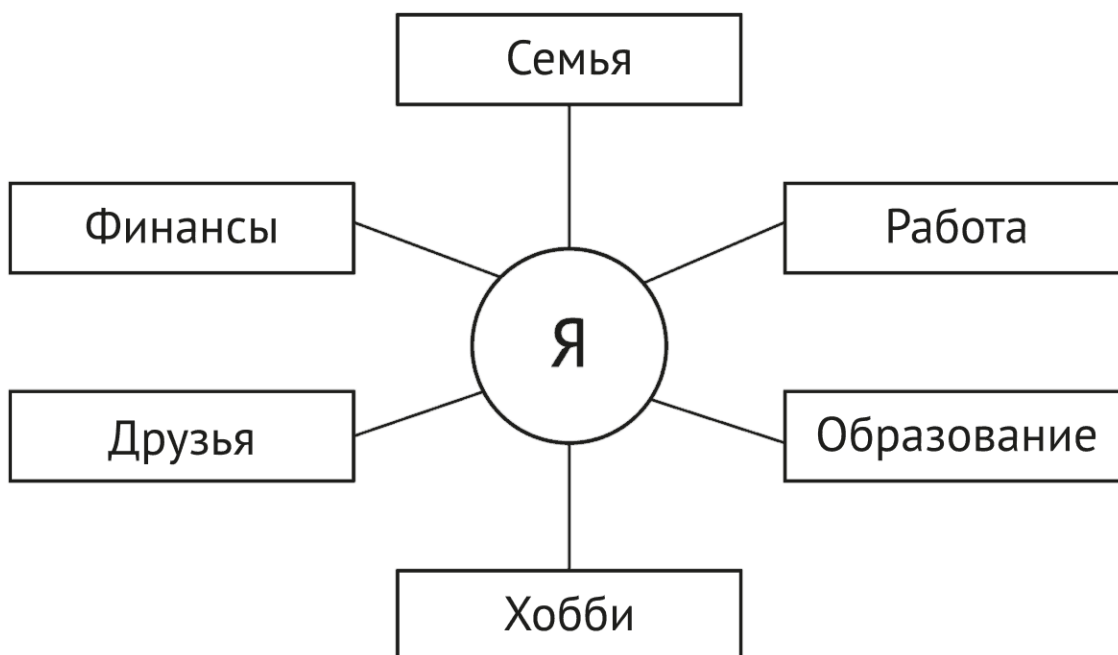 Семья
Финансы
Работа
Я
Друзья
Образование
Хобби